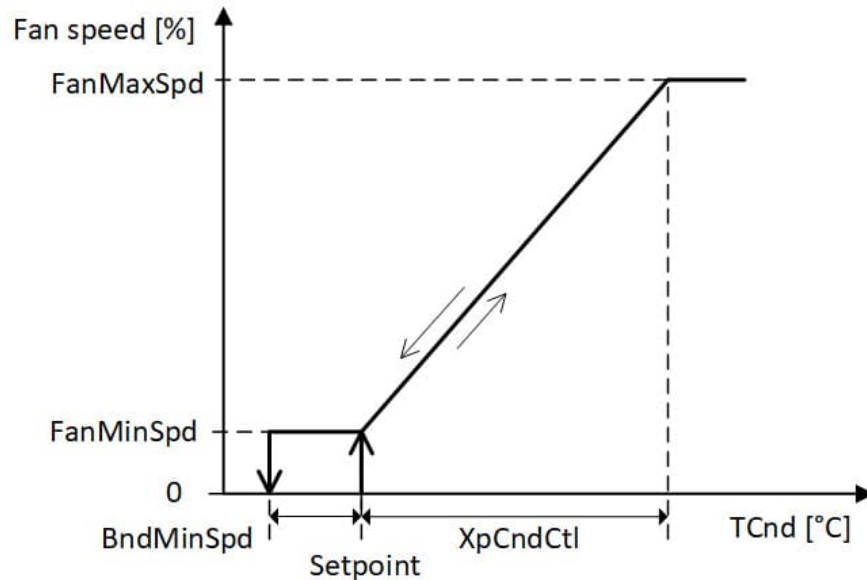 Fan speed [%]
FanMaxSpd
FanMinSpd
0
BndMinSpd
Setpoint
XpCndCtl
TCnd [°C]